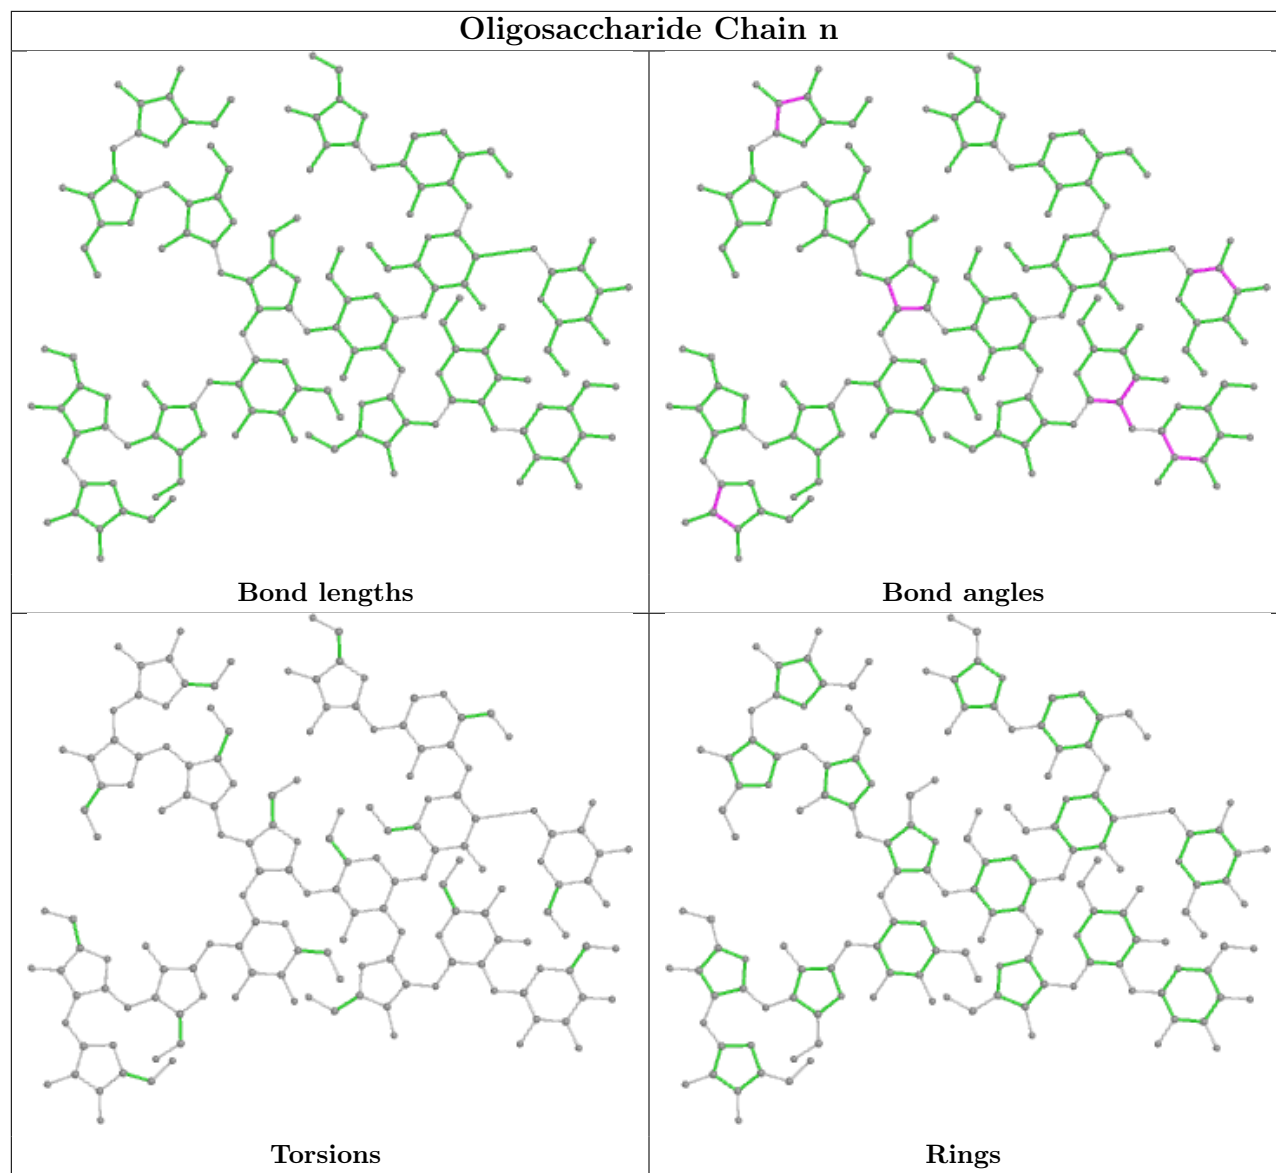 Oligosaccharide Chain n
Bond lengths
Bond angles
Torsions
Rings